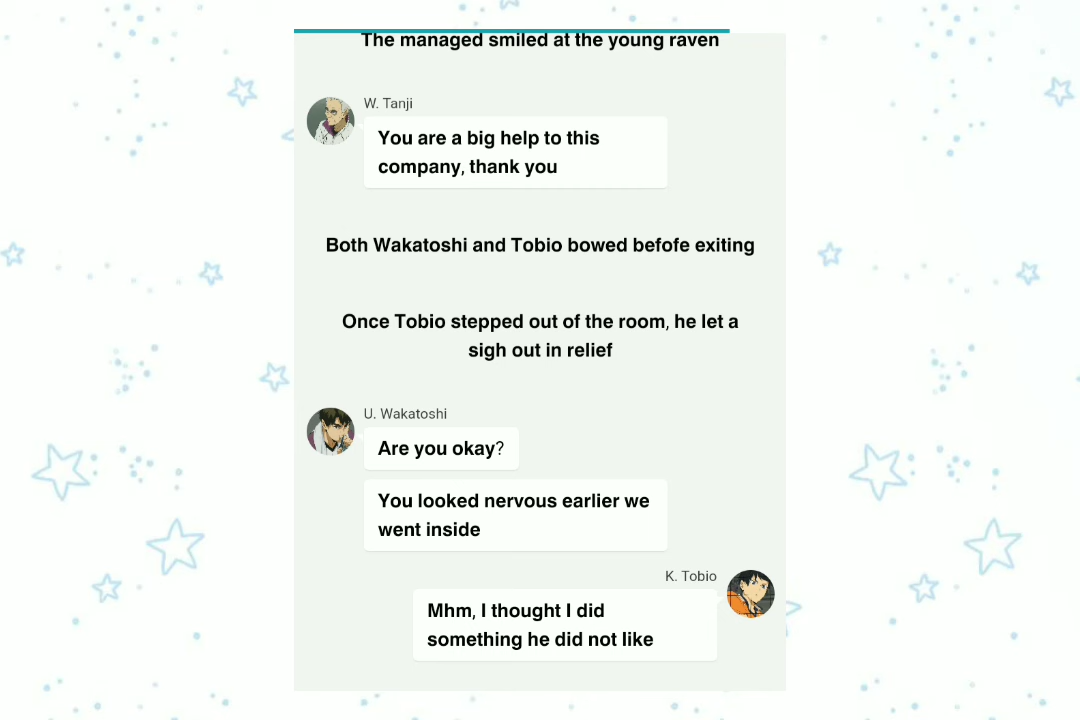 The managed smiled at the young raven
W. Tanji
You are a big help to this
company, thank you
Both Wakatoshi and Tobio bowed befofe exiting
Once Tobio stepped out of the room, he let a
sigh out in relief
U. Wakatoshi
Are you okay?
You looked nervous earlier we
went inside
K. Tobio
Mhm, I thought I did
something he did not like